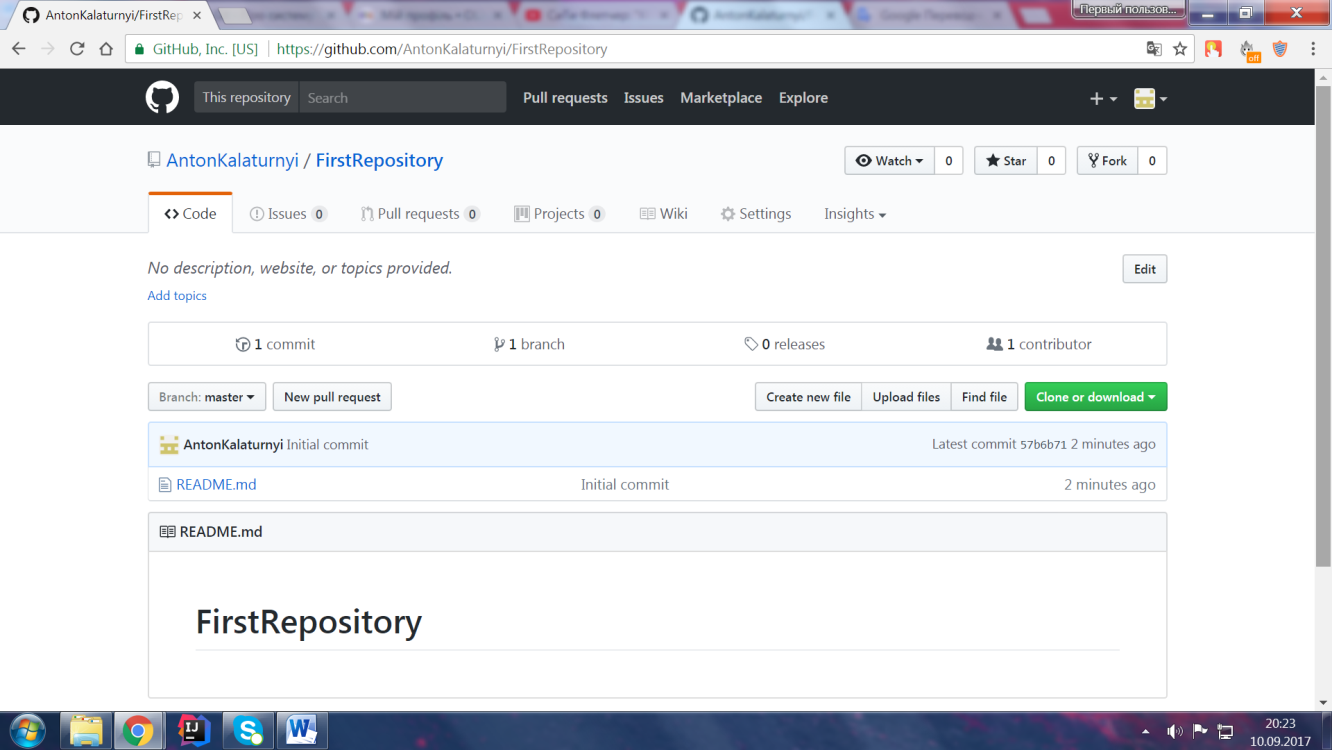 AntonKalaturnyi/FirstRep
Первый пользов...
GitHub, Inc. [US] https://github.com/AntonKalaturnyi/FirstRepository
off
This repository Search Pull requests Issues Marketplace Explore
AntonKalaturnyi / FirstRepository Watch 0 Star 0 Fork 0
Code Issues 0 Pull requests 0 Projects 0 Wiki Settings Insights
No description, website, or topics provided. Edit
Add topics
1 commit 1 branch 0 releases 1 contributor
Branch: master New pull request Create new file Upload files Find file Clone or download
AntonKalaturnyi Initial commit Latest commit 57b6b71 2 minutes ago
README.md Initial commit 2 minutes ago
README.md
FirstRepository
20:23
10.09.2017